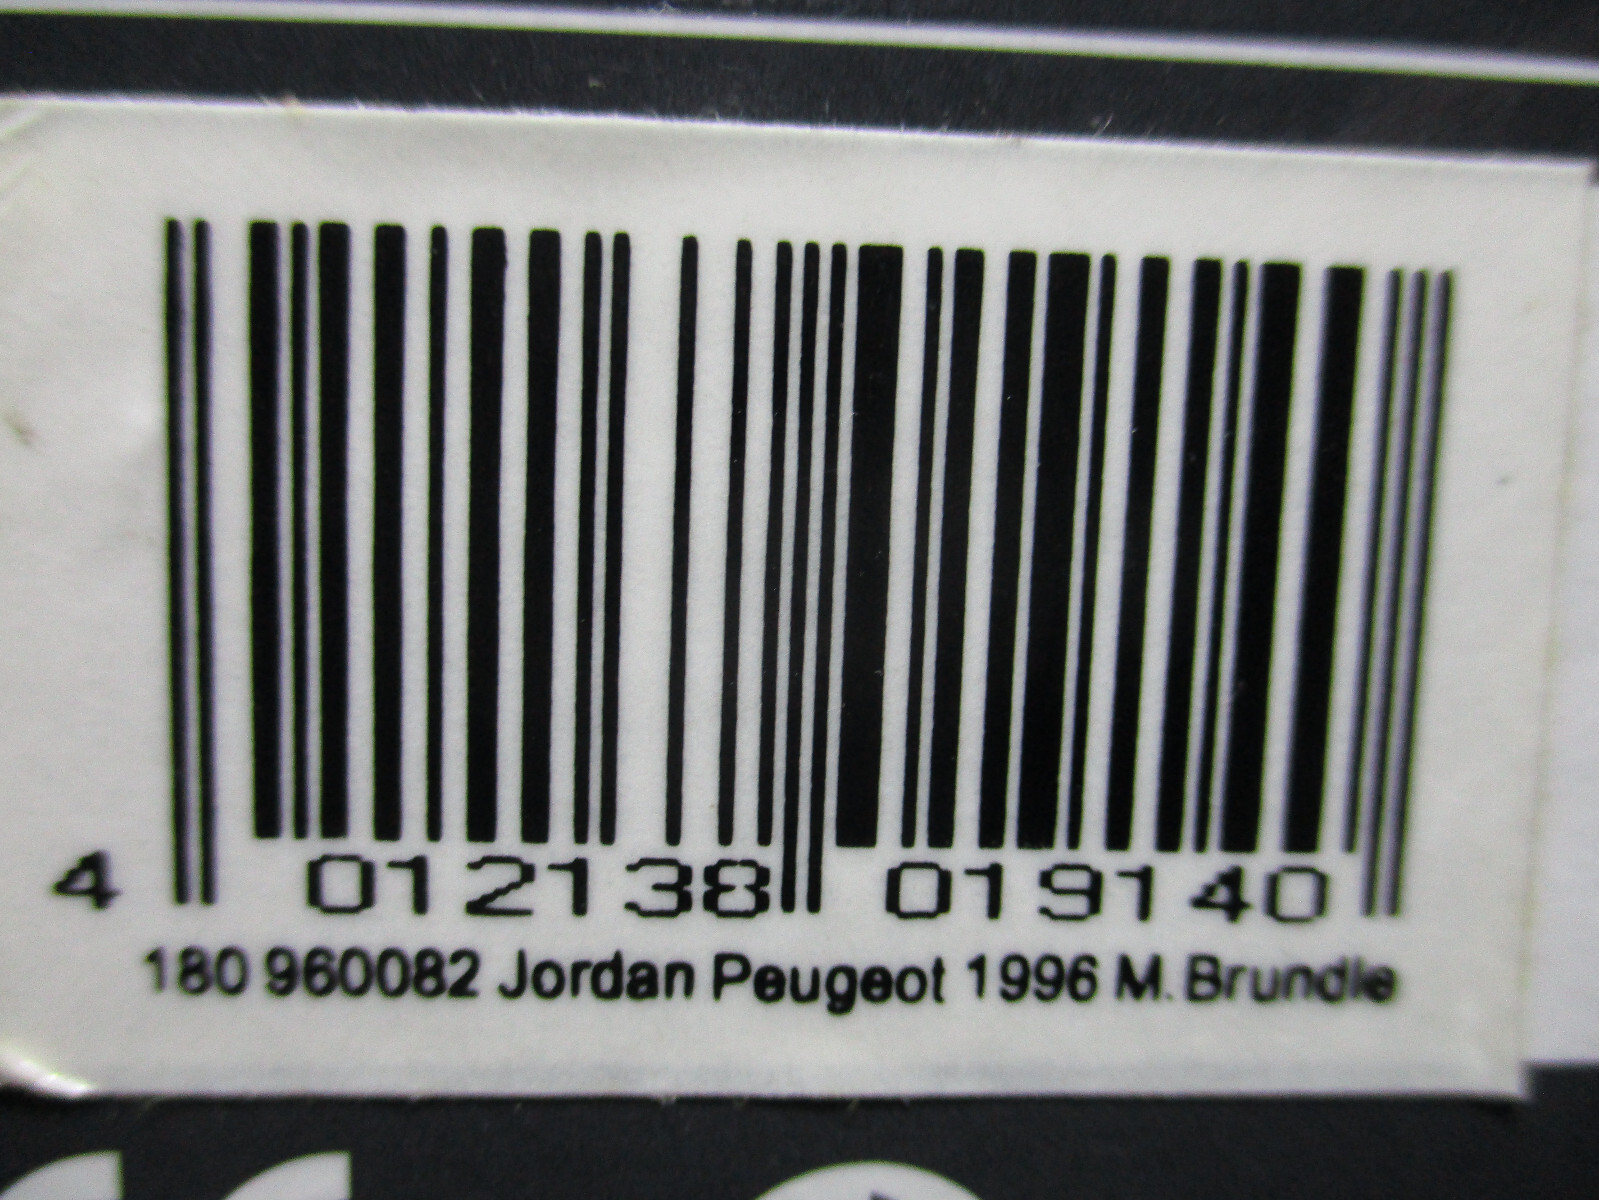 4 012138 019140
180 960082 Jordan Peugeot 1996 M. Brundle